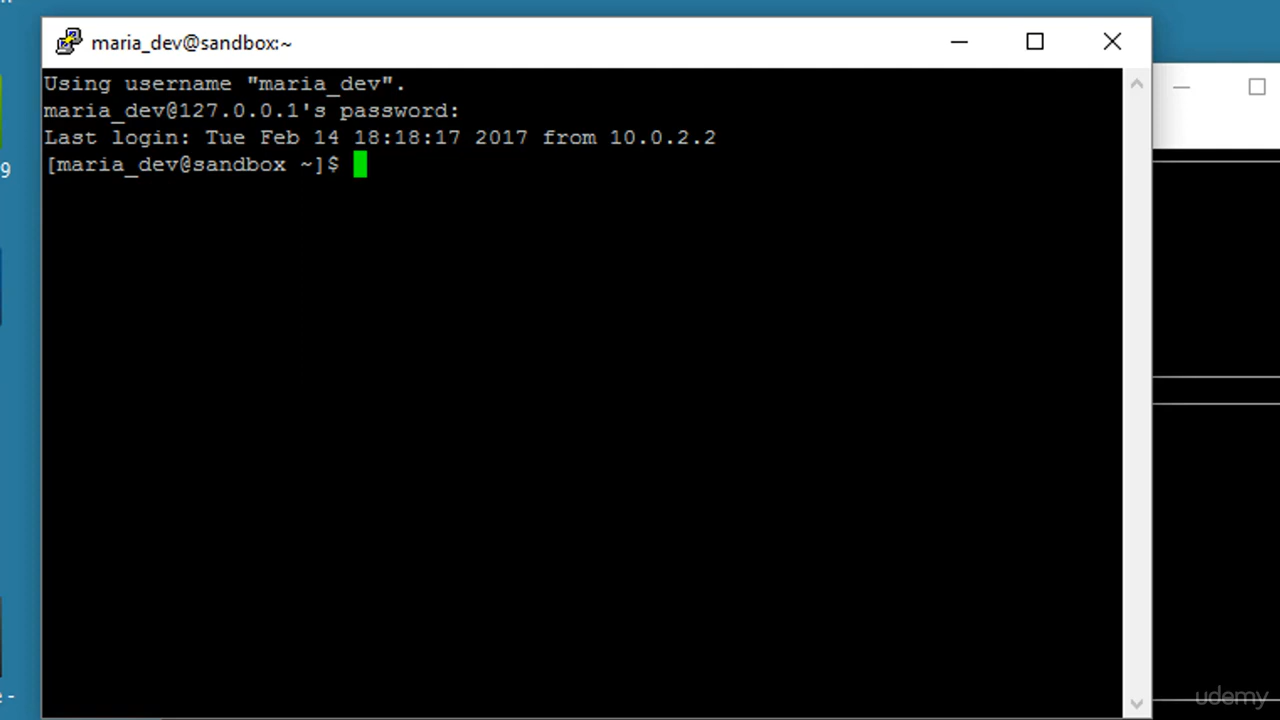 maria_dev@sandbox:~
Using username "maria_dev".
maria_dev@127.0.0.1's password:
Last login: Tue Feb 14 18:18:17 2017 from 10.0.2.2
[maria_dev@sandbox ~]$
9
e -
udemy